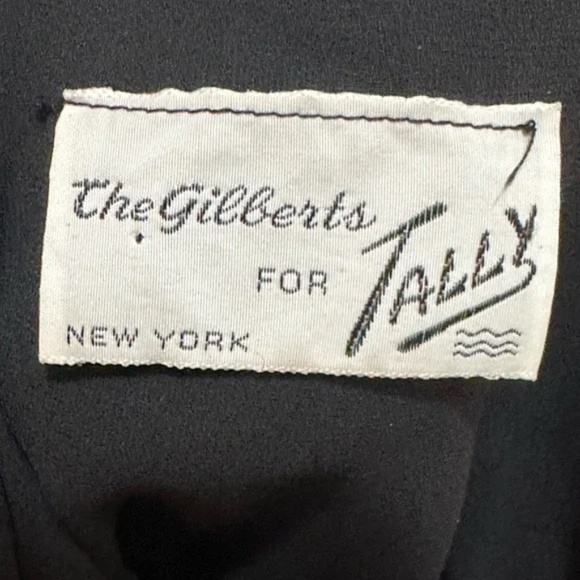 The Gilberts
FOR TALLY
NEW YORK